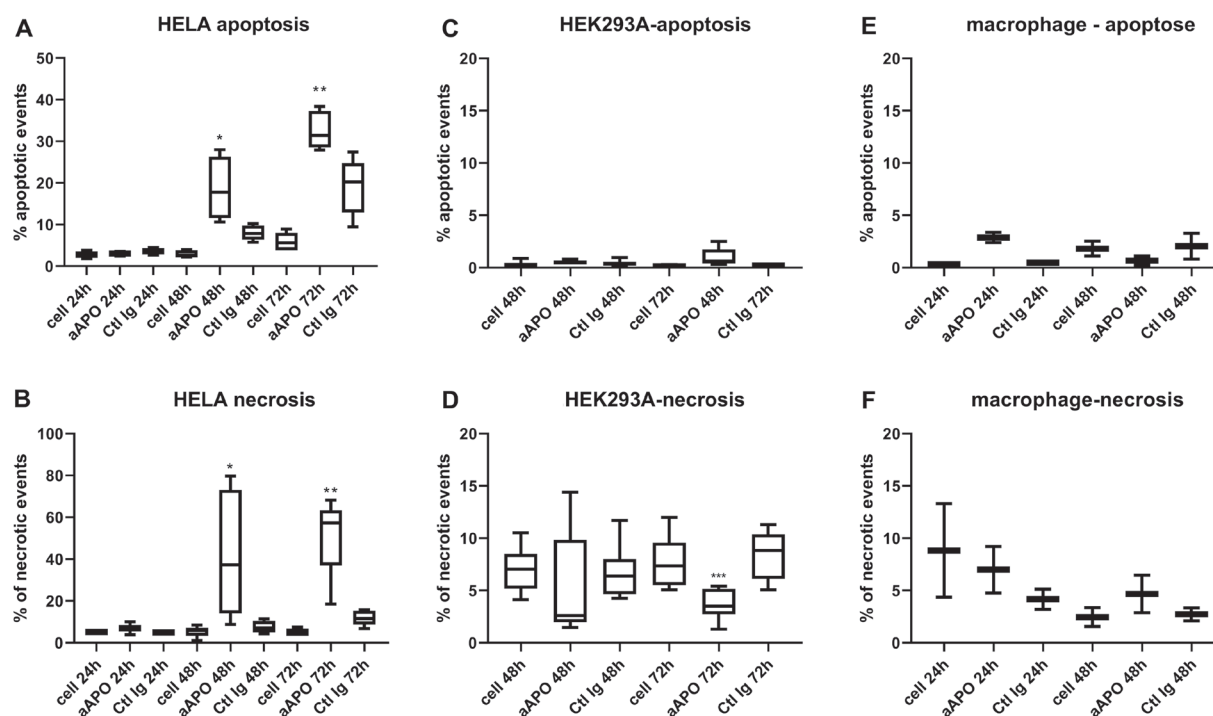 A
HELA apoptosis
% apoptotic events
50
40
30
20
10
0
*
**
cell 24h
aAPO 24h
Ctl Ig 24h
cell 48h
aAPO 48h
Ctl Ig 48h
cell 72h
aAPO 72h
Ctl Ig 72h
C
HEK293A-apoptosis
% apoptotic events
20
15
10
5
0
cell 48h
aAPO 48h
Ctl Ig 48h
cell 72h
aAPO 48h
Ctl Ig 72h
E
macrophage - apoptose
% apoptotic events
20
15
10
5
0
cell 24h
aAPO 24h
Ctl Ig 24h
cell 48h
aAPO 48h
Ctl Ig 48h
B
HELA necrosis
% of necrotic events
100
80
60
40
20
0
*
**
cell 24h
aAPO 24h
Ctl Ig 24h
cell 48h
aAPO 48h
Ctl Ig 48h
cell 72h
aAPO 72h
Ctl Ig 72h
D
HEK293A-necrosis
% of necrotic events
20
15
10
5
0
***
cell 48h
aAPO 48h
Ctl Ig 48h
cell 72h
aAPO 72h
Ctl Ig 72h
F
macrophage-necrosis
% of necrotic events
20
15
10
5
0
cell 24h
aAPO 24h
Ctl Ig 24h
cell 48h
aAPO 48h
Ctl Ig 48h